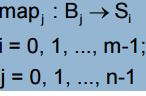 mapj : Bj → Si
i = 0, 1, ..., m-1;
j = 0, 1, ..., n-1